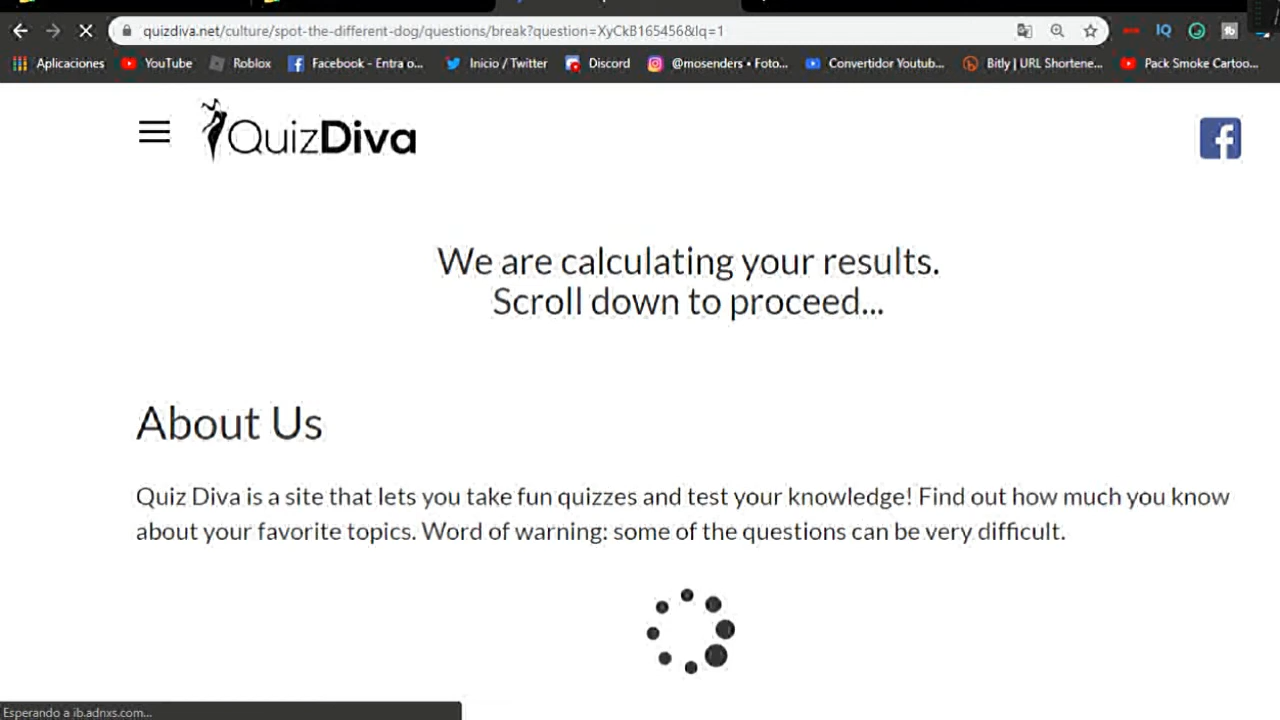 quizdiva.net/culture/spot-the-different-dog/questions/break?question=XyCkB165456&lq=1
Aplicaciones YouTube Roblox Facebook - Entra o... Inicio / Twitter Discord @mosenders • Foto... Convertidor Youtub... Bitly | URL Shortene... Pack Smoke Cartoo...
QuizDiva
We are calculating your results.
Scroll down to proceed...
About Us
Quiz Diva is a site that lets you take fun quizzes and test your knowledge! Find out how much you know
about your favorite topics. Word of warning: some of the questions can be very difficult.
Esperando a ib.adnxs.com...